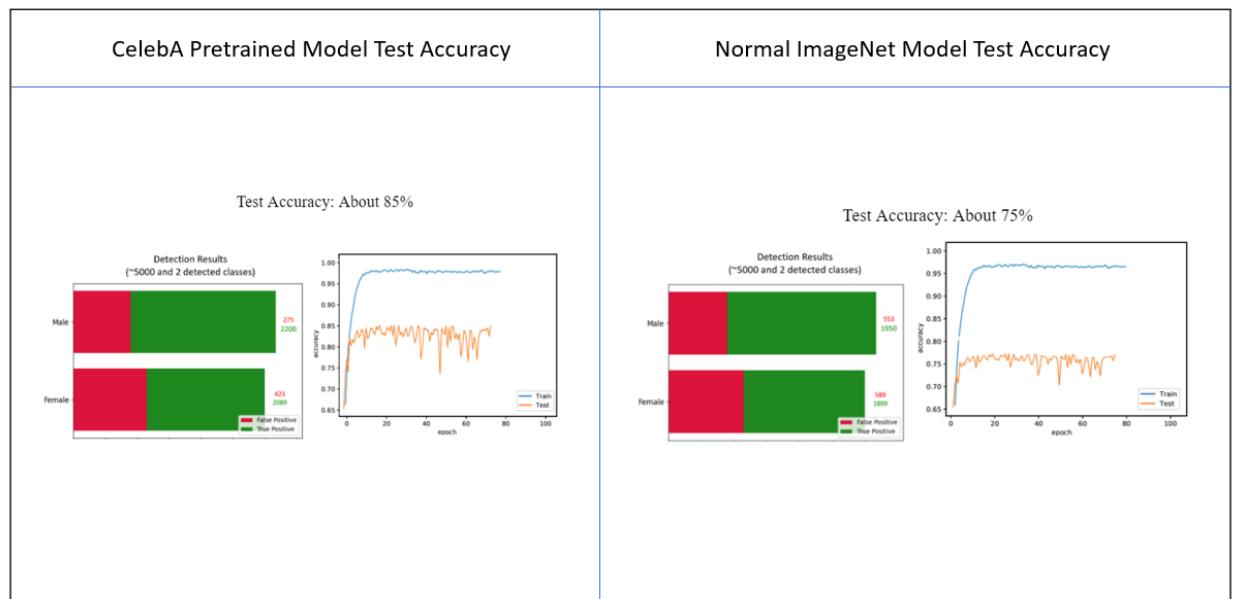 CelebA Pretrained Model Test Accuracy
Normal ImageNet Model Test Accuracy
Test Accuracy: About 85%
Detection Results
(~5000 and 2 detected classes)
Male
275
2200
Female
423
2089
False Positive
True Positive
1.00
0.95
0.90
0.85
0.80
0.75
0.70
0.65
accuracy
0
20
40
60
80
100
epoch
Train
Test
Test Accuracy: About 75%
Detection Results
(~5000 and 2 detected classes)
Male
553
1950
Female
589
1899
False Positive
True Positive
1.00
0.95
0.90
0.85
0.80
0.75
0.70
0.65
accuracy
0
20
40
60
80
100
epoch
Train
Test